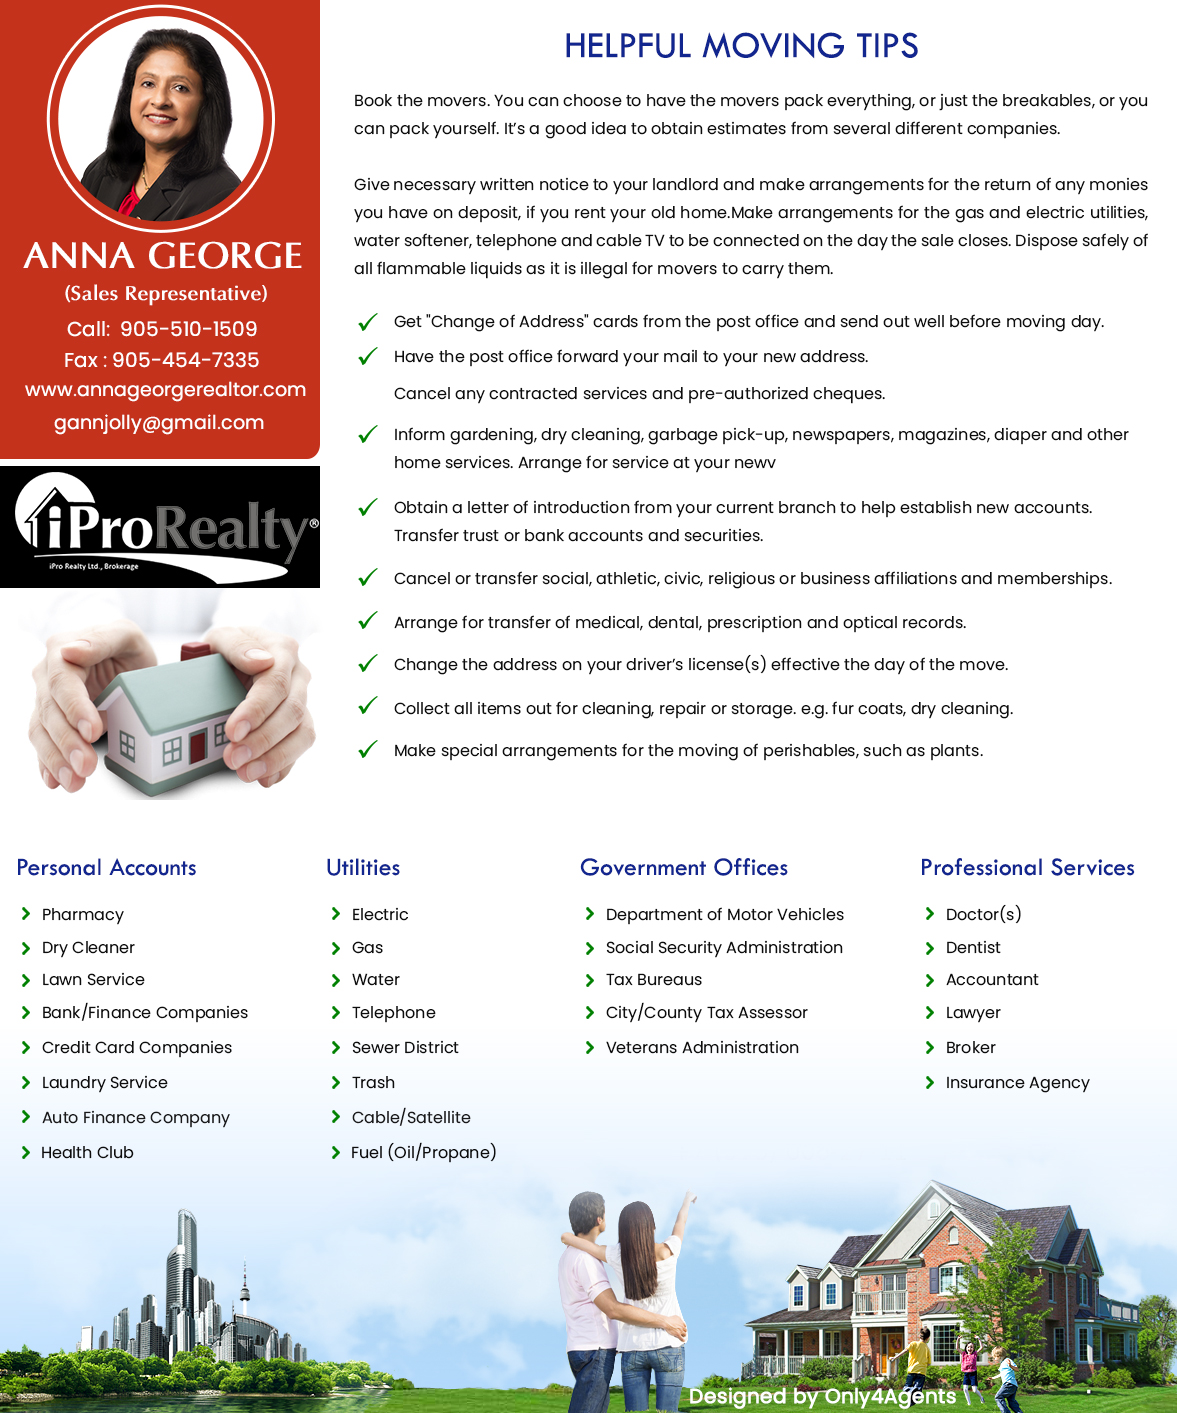 ANNA GEORGE
(Sales Representative)
Call: 905-510-1509
Fax : 905-454-7335
www.annageorgerealtor.com
gannjolly@gmail.com
iProRealty®
iPro Realty Ltd., Brokerage
HELPFUL MOVING TIPS
Book the movers. You can choose to have the movers pack everything, or just the breakables, or you
can pack yourself. It's a good idea to obtain estimates from several different companies.
Give necessary written notice to your landlord and make arrangements for the return of any monies
you have on deposit, if you rent your old home.Make arrangements for the gas and electric utilities,
water softener, telephone and cable TV to be connected on the day the sale closes. Dispose safely of
all flammable liquids as it is illegal for movers to carry them.
Get "Change of Address" cards from the post office and send out well before moving day.
Have the post office forward your mail to your new address.
Cancel any contracted services and pre-authorized cheques.
Inform gardening, dry cleaning, garbage pick-up, newspapers, magazines, diaper and other
home services. Arrange for service at your newv
Obtain a letter of introduction from your current branch to help establish new accounts.
Transfer trust or bank accounts and securities.
Cancel or transfer social, athletic, civic, religious or business affiliations and memberships.
Arrange for transfer of medical, dental, prescription and optical records.
Change the address on your driver's license(s) effective the day of the move.
Collect all items out for cleaning, repair or storage. e.g. fur coats, dry cleaning.
Make special arrangements for the moving of perishables, such as plants.
Personal Accounts
Pharmacy
Dry Cleaner
Lawn Service
Bank/Finance Companies
Credit Card Companies
Laundry Service
Auto Finance Company
Health Club
Utilities
Electric
Gas
Water
Telephone
Sewer District
Trash
Cable/Satellite
Fuel (Oil/Propane)
Government Offices
Department of Motor Vehicles
Social Security Administration
Tax Bureaus
City/County Tax Assessor
Veterans Administration
Professional Services
Doctor(s)
Dentist
Accountant
Lawyer
Broker
Insurance Agency
Designed by Only4Agents